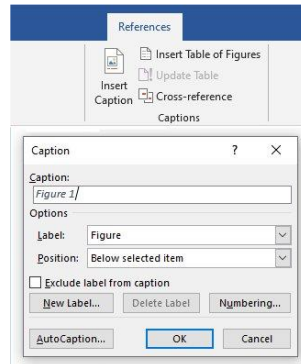 References
Insert Caption
Insert Table of Figures
Update Table
Cross-reference
Captions
Caption
? X
Caption:
Figure 1
Options
Label: Figure
Position: Below selected item
Exclude label from caption
New Label... Delete Label Numbering...
AutoCaption... OK Cancel